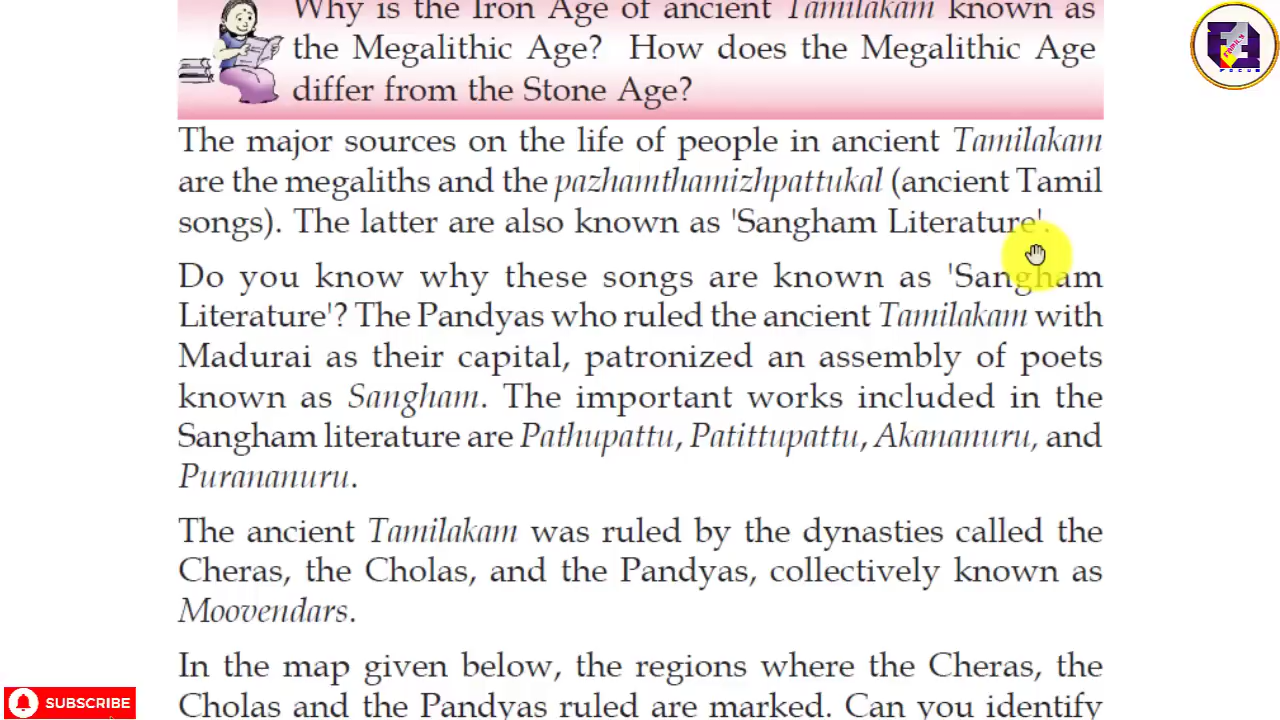 Why is the Iron Age of ancient Tamilakam known as
the Megalithic Age? How does the Megalithic Age
differ from the Stone Age?
The major sources on the life of people in ancient Tamilakam
are the megaliths and the pazhamthamizhpattukal (ancient Tamil
songs). The latter are also known as 'Sangham Literature'.
Do you know why these songs are known as 'Sangham
Literature'? The Pandyas who ruled the ancient Tamilakam with
Madurai as their capital, patronized an assembly of poets
known as Sangham. The important works included in the
Sangham literature are Pathupattu, Patittupattu, Akananuru, and
Purananuru.
The ancient Tamilakam was ruled by the dynasties called the
Cheras, the Cholas, and the Pandyas, collectively known as
Moovendars.
In the map given below, the regions where the Cheras, the
Cholas and the Pandyas ruled are marked. Can you identify
SUBSCRIBE
FOCUS